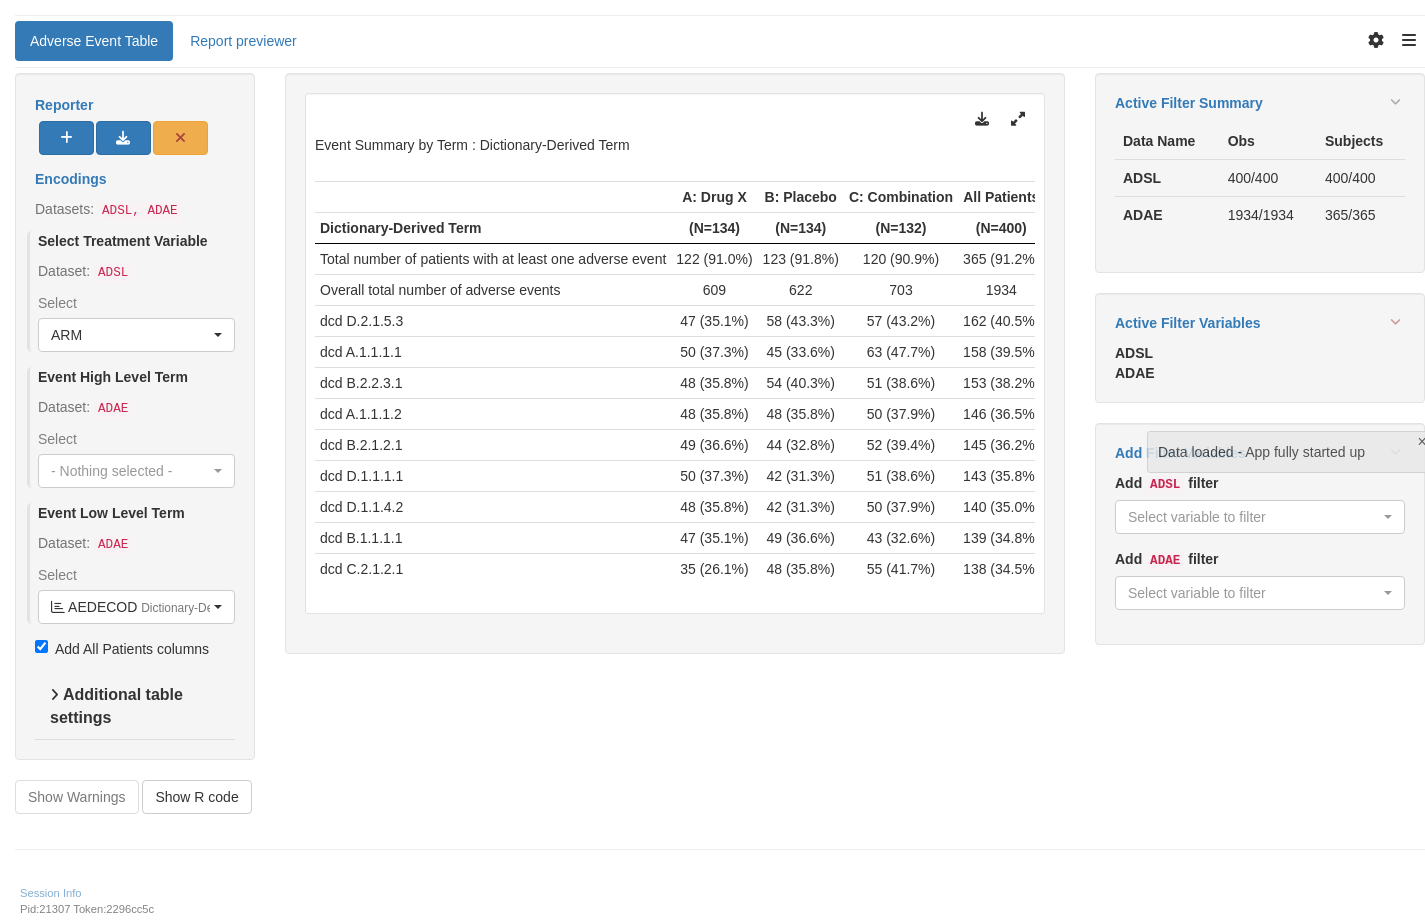 Adverse Event Table
Report previewer
Reporter
Encodings
Datasets: ADSL, ADAE
Select Treatment Variable
Dataset: ADSL
Select
ARM
Event High Level Term
Dataset: ADAE
Select
- Nothing selected -
Event Low Level Term
Dataset: ADAE
Select
AEDECOD Dictionary-De
Add All Patients columns
Additional table
settings
Show Warnings
Show R code
Event Summary by Term : Dictionary-Derived Term
A: Drug X B: Placebo C: Combination All Patients
Dictionary-Derived Term (N=134) (N=134) (N=132) (N=400)
Total number of patients with at least one adverse event 122 (91.0%) 123 (91.8%) 120 (90.9%) 365 (91.2%
Overall total number of adverse events 609 622 703 1934
dcd D.2.1.5.3 47 (35.1%) 58 (43.3%) 57 (43.2%) 162 (40.5%
dcd A.1.1.1.1 50 (37.3%) 45 (33.6%) 63 (47.7%) 158 (39.5%
dcd B.2.2.3.1 48 (35.8%) 54 (40.3%) 51 (38.6%) 153 (38.2%
dcd A.1.1.1.2 48 (35.8%) 48 (35.8%) 50 (37.9%) 146 (36.5%
dcd B.2.1.2.1 49 (36.6%) 44 (32.8%) 52 (39.4%) 145 (36.2%
dcd D.1.1.1.1 50 (37.3%) 42 (31.3%) 51 (38.6%) 143 (35.8%
dcd D.1.1.4.2 48 (35.8%) 42 (31.3%) 50 (37.9%) 140 (35.0%
dcd B.1.1.1.1 47 (35.1%) 49 (36.6%) 43 (32.6%) 139 (34.8%
dcd C.2.1.2.1 35 (26.1%) 48 (35.8%) 55 (41.7%) 138 (34.5%
Active Filter Summary
Data Name Obs Subjects
ADSL 400/400 400/400
ADAE 1934/1934 365/365
Active Filter Variables
ADSL
ADAE
Add
Data loaded - App fully started up
×
Add ADSL filter
Select variable to filter
Add ADAE filter
Select variable to filter
Session Info
Pid:21307 Token:2296cc5c